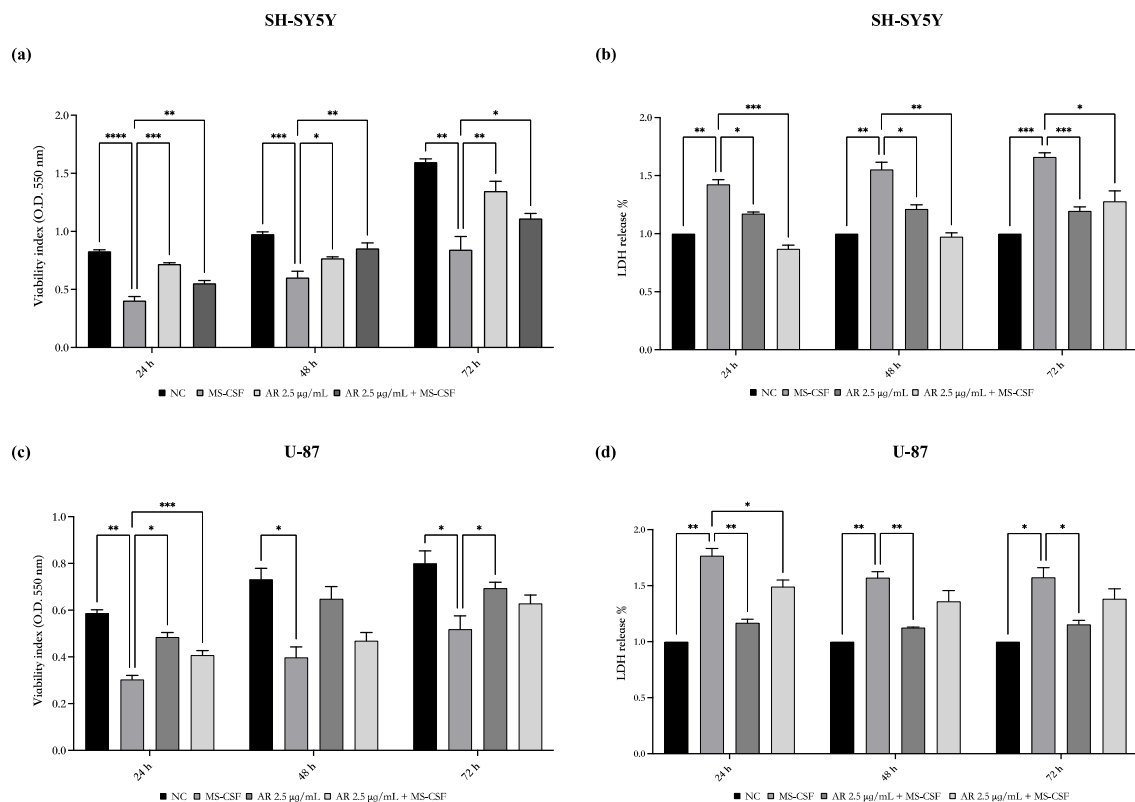 SH-SY5Y
(a)
** ** *
**** *** *** * ** **
Viability index (O.D. 550 nm)
2.0
1.5
1.0
0.5
0.0
24 h
48 h
72 h
NC MS-CSF AR 2.5 µg/mL AR 2.5 µg/mL + MS-CSF
SH-SY5Y
(b)
*** ** *
** * ** * *** ***
LDH release %
2.0
1.5
1.0
0.5
0.0
24 h
48 h
72 h
NC MS-CSF AR 2.5 µg/mL AR 2.5 µg/mL + MS-CSF
U-87
(c)
***
** * * * *
Viability index (O.D. 550 nm)
1.0
0.8
0.6
0.4
0.2
0.0
24 h
48 h
72 h
NC MS-CSF AR 2.5 µg/mL AR 2.5 µg/mL + MS-CSF
U-87
(d)
*
** ** ** ** * *
LDH release %
2.0
1.5
1.0
0.5
0.0
24 h
48 h
72 h
NC MS-CSF AR 2.5 µg/mL + MS-CSF AR 2.5 µg/mL + MS-CSF